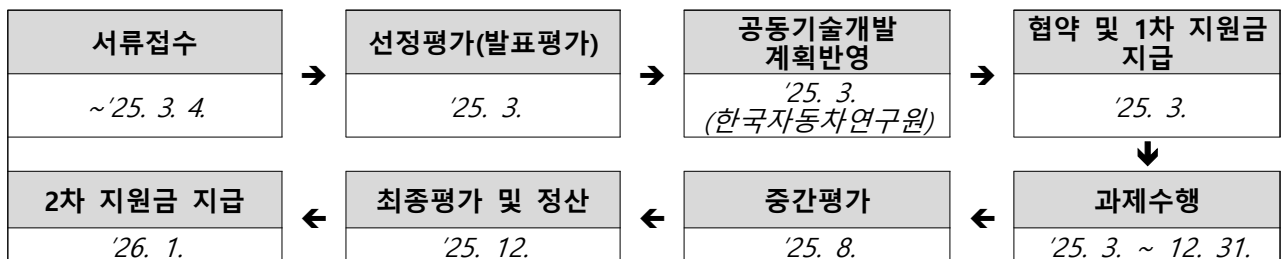 서류접수
~'25. 3. 4.
➔
선정평가(발표평가)
'25. 3.
➔
공동기술개발
계획반영
'25. 3.
(한국자동차연구원)
➔
협약 및 1차 지원금
지급
'25. 3.
🡻
과제수행
'25. 3. ~ 12. 31.
🡸
중간평가
'25. 8.
🡸
최종평가 및 정산
'25. 12.
🡸
2차 지원금 지급
'26. 1.